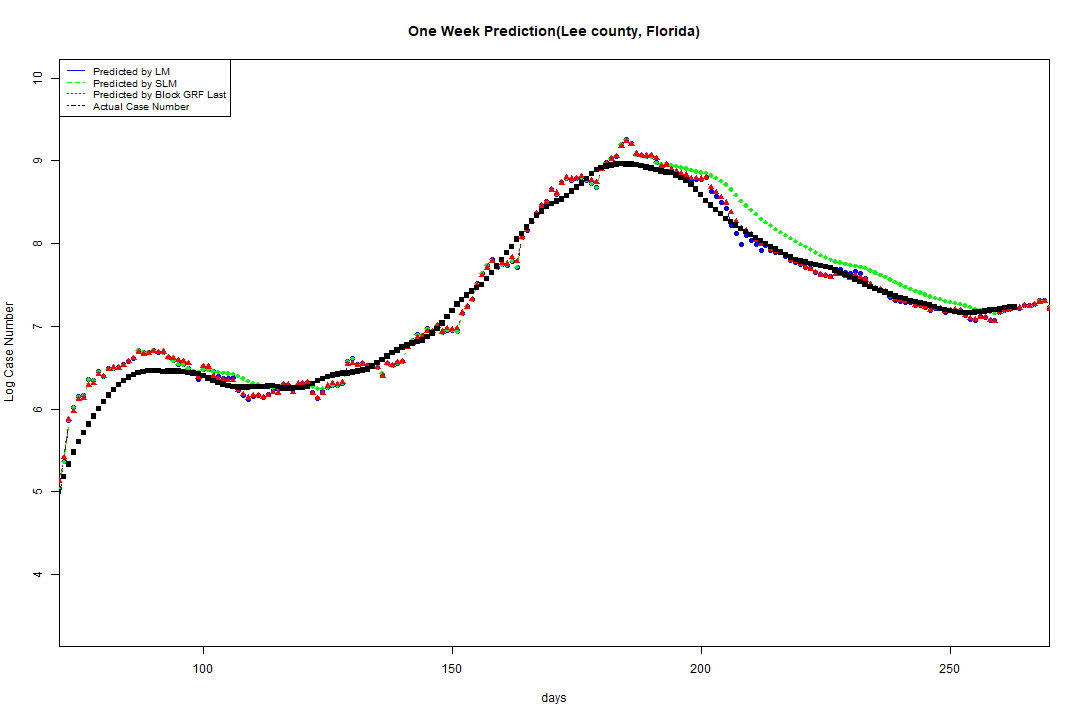 One Week Prediction(Lee county, Florida)
Predicted by LM
Predicted by SLM
Predicted by Block GRF Last
Actual Case Number
10
9
8
7
6
5
4
Log Case Number
100 150 200 250
days